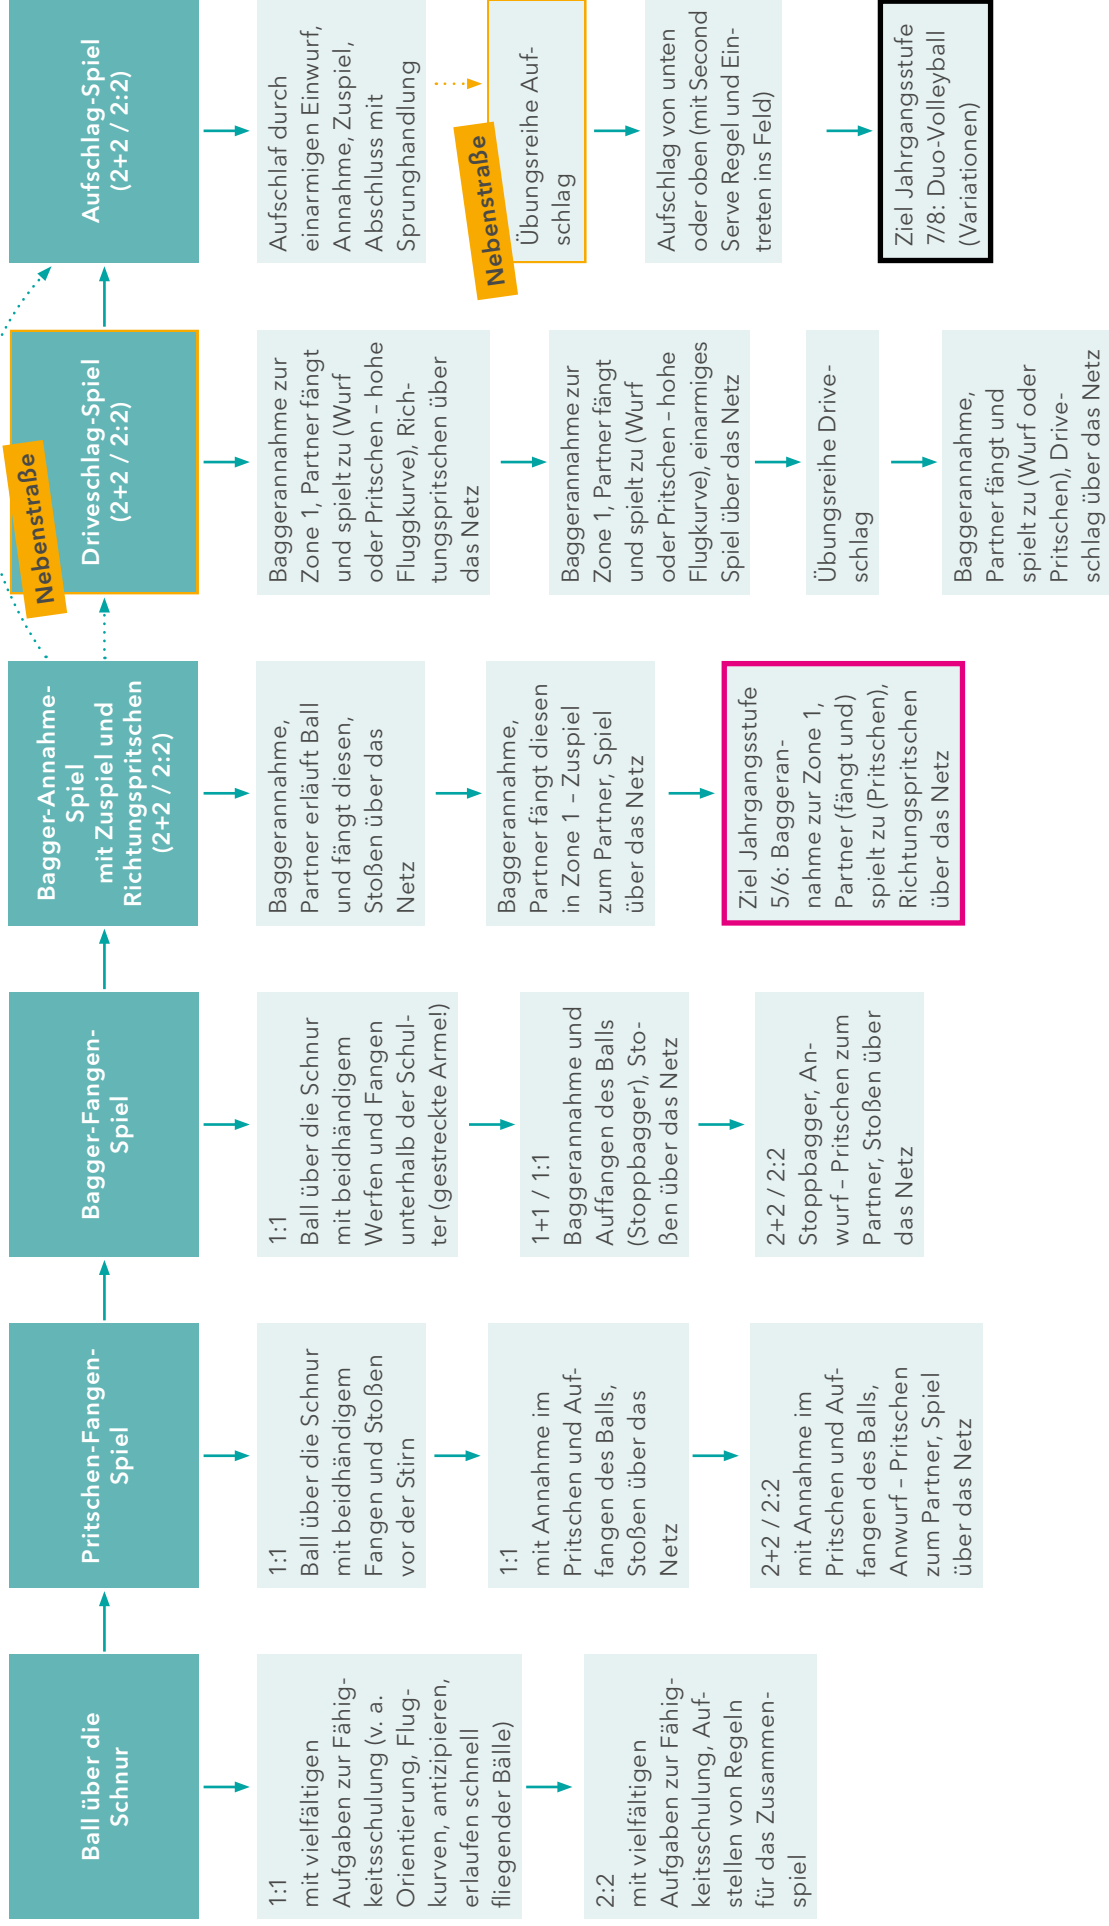 Ball über die
Schnur
1:1
mit vielfältigen
Aufgaben zur Fähig-
keitsschulung (v. a.
Orientierung, Flug-
kurven, antizipieren,
erlaufen schnell
fliegender Bälle)
2:2
mit vielfältigen
Aufgaben zur Fähig-
keitsschulung, Auf-
stellen von Regeln
für das Zusammen-
spiel
Pritschen-Fangen-
Spiel
1:1
Ball über die Schnur
mit beidhändigem
Fangen und Stoßen
vor der Stirn
1:1
mit Annahme im
Pritschen und Auf-
fangen des Balls,
Stoßen über das
Netz
2+2 / 2:2
mit Annahme im
Pritschen und Auf-
fangen des Balls,
Anwurf – Pritschen
zum Partner, Spiel
über das Netz
Bagger-Fangen-
Spiel
1:1
Ball über die Schnur
mit beidhändigem
Werfen und Fangen
unterhalb der Schul-
ter (gestreckte Arme!)
1+1 / 1:1
Baggerannahme und
Auffangen des Balls
(Stoppbagger), Sto-
ßen über das Netz
2+2 / 2:2
Stoppbagger, An-
wurf – Pritschen zum
Partner, Stoßen über
das Netz
Bagger-Annahme-
Spiel
mit Zuspiel und
Richtungspritschen
(2+2 / 2:2)
Baggerannahme,
Partner erläuft Ball
und fängt diesen,
Stoßen über das
Netz
Baggerannahme,
Partner fängt diesen
in Zone 1 – Zuspiel
zum Partner, Spiel
über das Netz
Ziel Jahrgangsstufe
5/6: Baggeran-
nahme zur Zone 1,
Partner (fängt und)
spielt zu (Pritschen),
Richtungspritschen
über das Netz
Nebenstraße
Driveschlag-Spiel
(2+2 / 2:2)
Baggerannahme zur
Zone 1, Partner fängt
und spielt zu (Wurf
oder Pritschen – hohe
Fluggkurve), Rich-
tungspritschen über
das Netz
Baggerannahme zur
Zone 1, Partner fängt
und spielt zu (Wurf
oder Pritschen – hohe
Flugkurve), einarmiges
Spiel über das Netz
Übungsreihe Drive-
schlag
Baggerannahme,
Partner fängt und
spielt zu (Wurf oder
Pritschen), Drive-
schlag über das Netz
Aufschlag-Spiel
(2+2 / 2:2)
Aufschlaf durch
einarmigen Einwurf,
Annahme, Zuspiel,
Abschluss mit
Sprunghandlung
Nebenstraße
Übungsreihe Auf-
schlag
Aufschlag von unten
oder oben (mit Second
Serve Regel und Ein-
treten ins Feld)
Ziel Jahrgangsstufe
7/8: Duo-Volleyball
(Variationen)